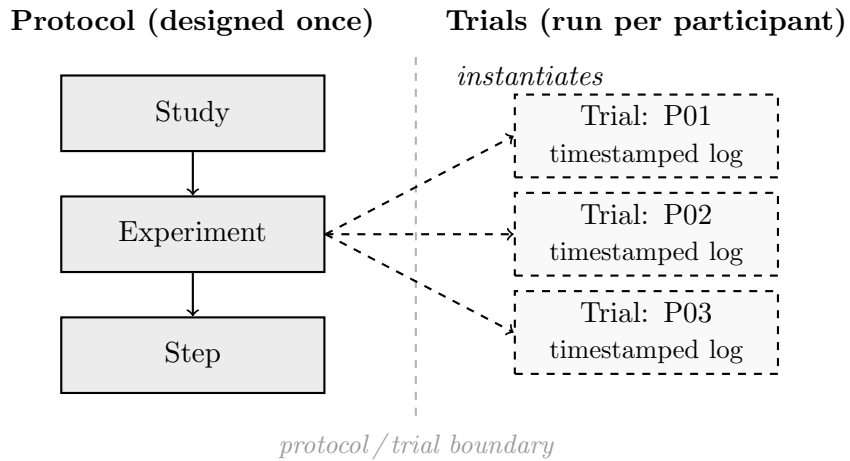 Protocol (designed once)
Trials (run per participant)
Study
Experiment
Step
instantiates
Trial: P01
timestamped log
Trial: P02
timestamped log
Trial: P03
timestamped log
protocol / trial boundary